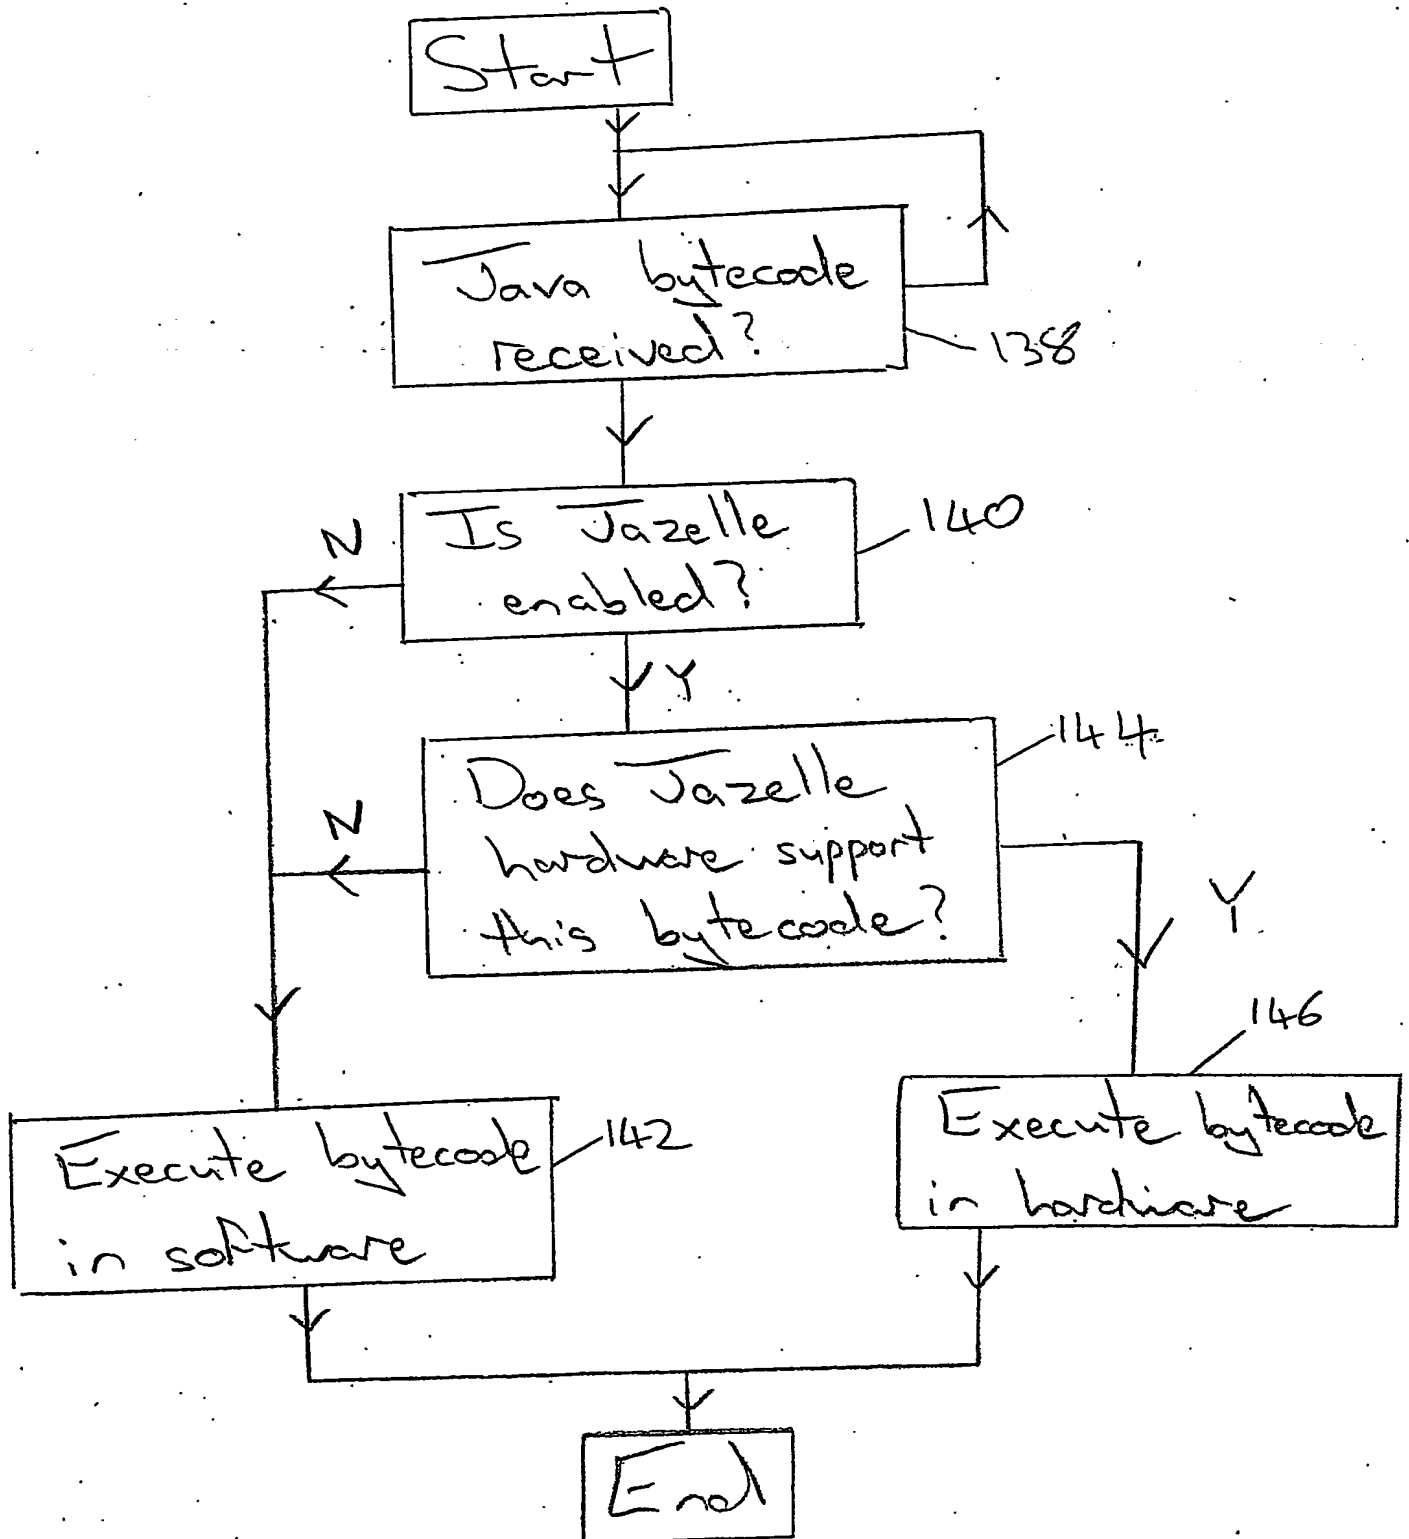 Start
Java bytecode
received?
138
Is Jazelle
enabled?
140
N
Y
Does Jazelle
hardware support
this bytecode?
144
N
Y
146
Execute bytecode
in software
142
Execute bytecode
in hardware
End